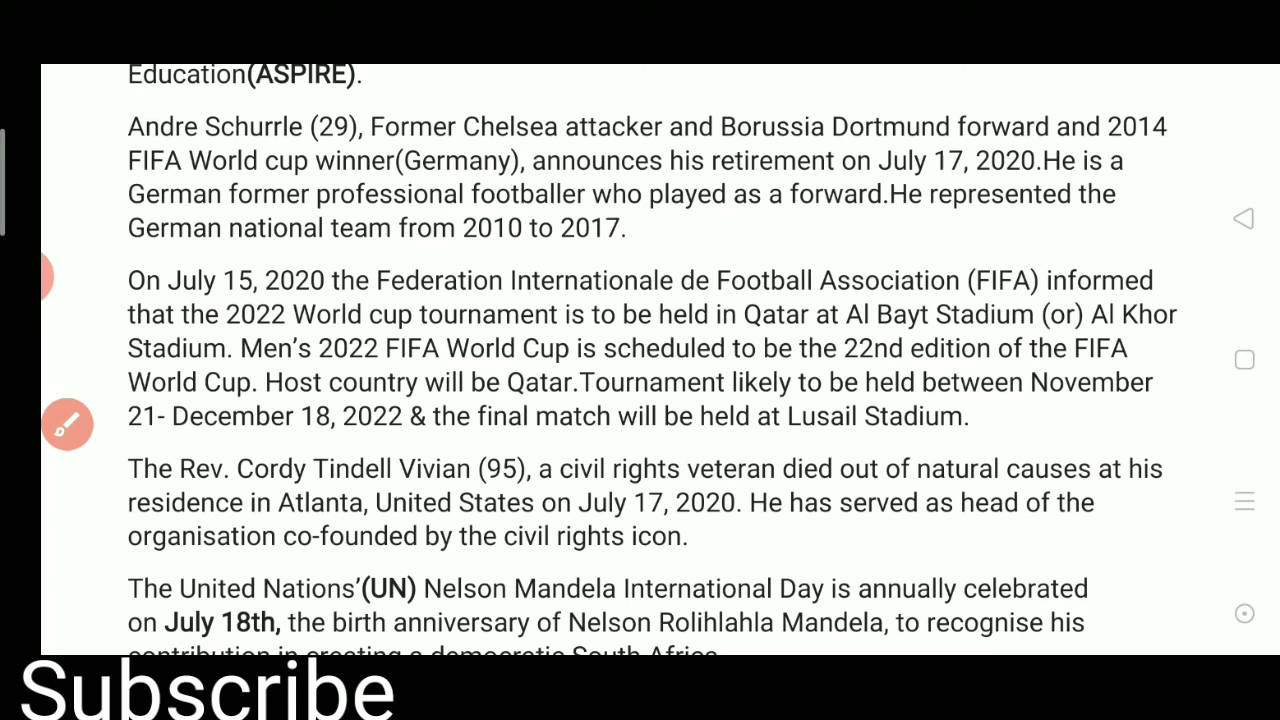 Education(ASPIRE).
Andre Schurrle (29), Former Chelsea attacker and Borussia Dortmund forward and 2014
FIFA World cup winner(Germany), announces his retirement on July 17, 2020.He is a
German former professional footballer who played as a forward.He represented the
German national team from 2010 to 2017.
On July 15, 2020 the Federation Internationale de Football Association (FIFA) informed
that the 2022 World cup tournament is to be held in Qatar at Al Bayt Stadium (or) Al Khor
Stadium. Men’s 2022 FIFA World Cup is scheduled to be the 22nd edition of the FIFA
World Cup. Host country will be Qatar.Tournament likely to be held between November
21- December 18, 2022 & the final match will be held at Lusail Stadium.
The Rev. Cordy Tindell Vivian (95), a civil rights veteran died out of natural causes at his
residence in Atlanta, United States on July 17, 2020. He has served as head of the
organisation co-founded by the civil rights icon.
The United Nations’(UN) Nelson Mandela International Day is annually celebrated
on July 18th, the birth anniversary of Nelson Rolihlahla Mandela, to recognise his
contribution in creating a democratic South Africa.
Subscribe